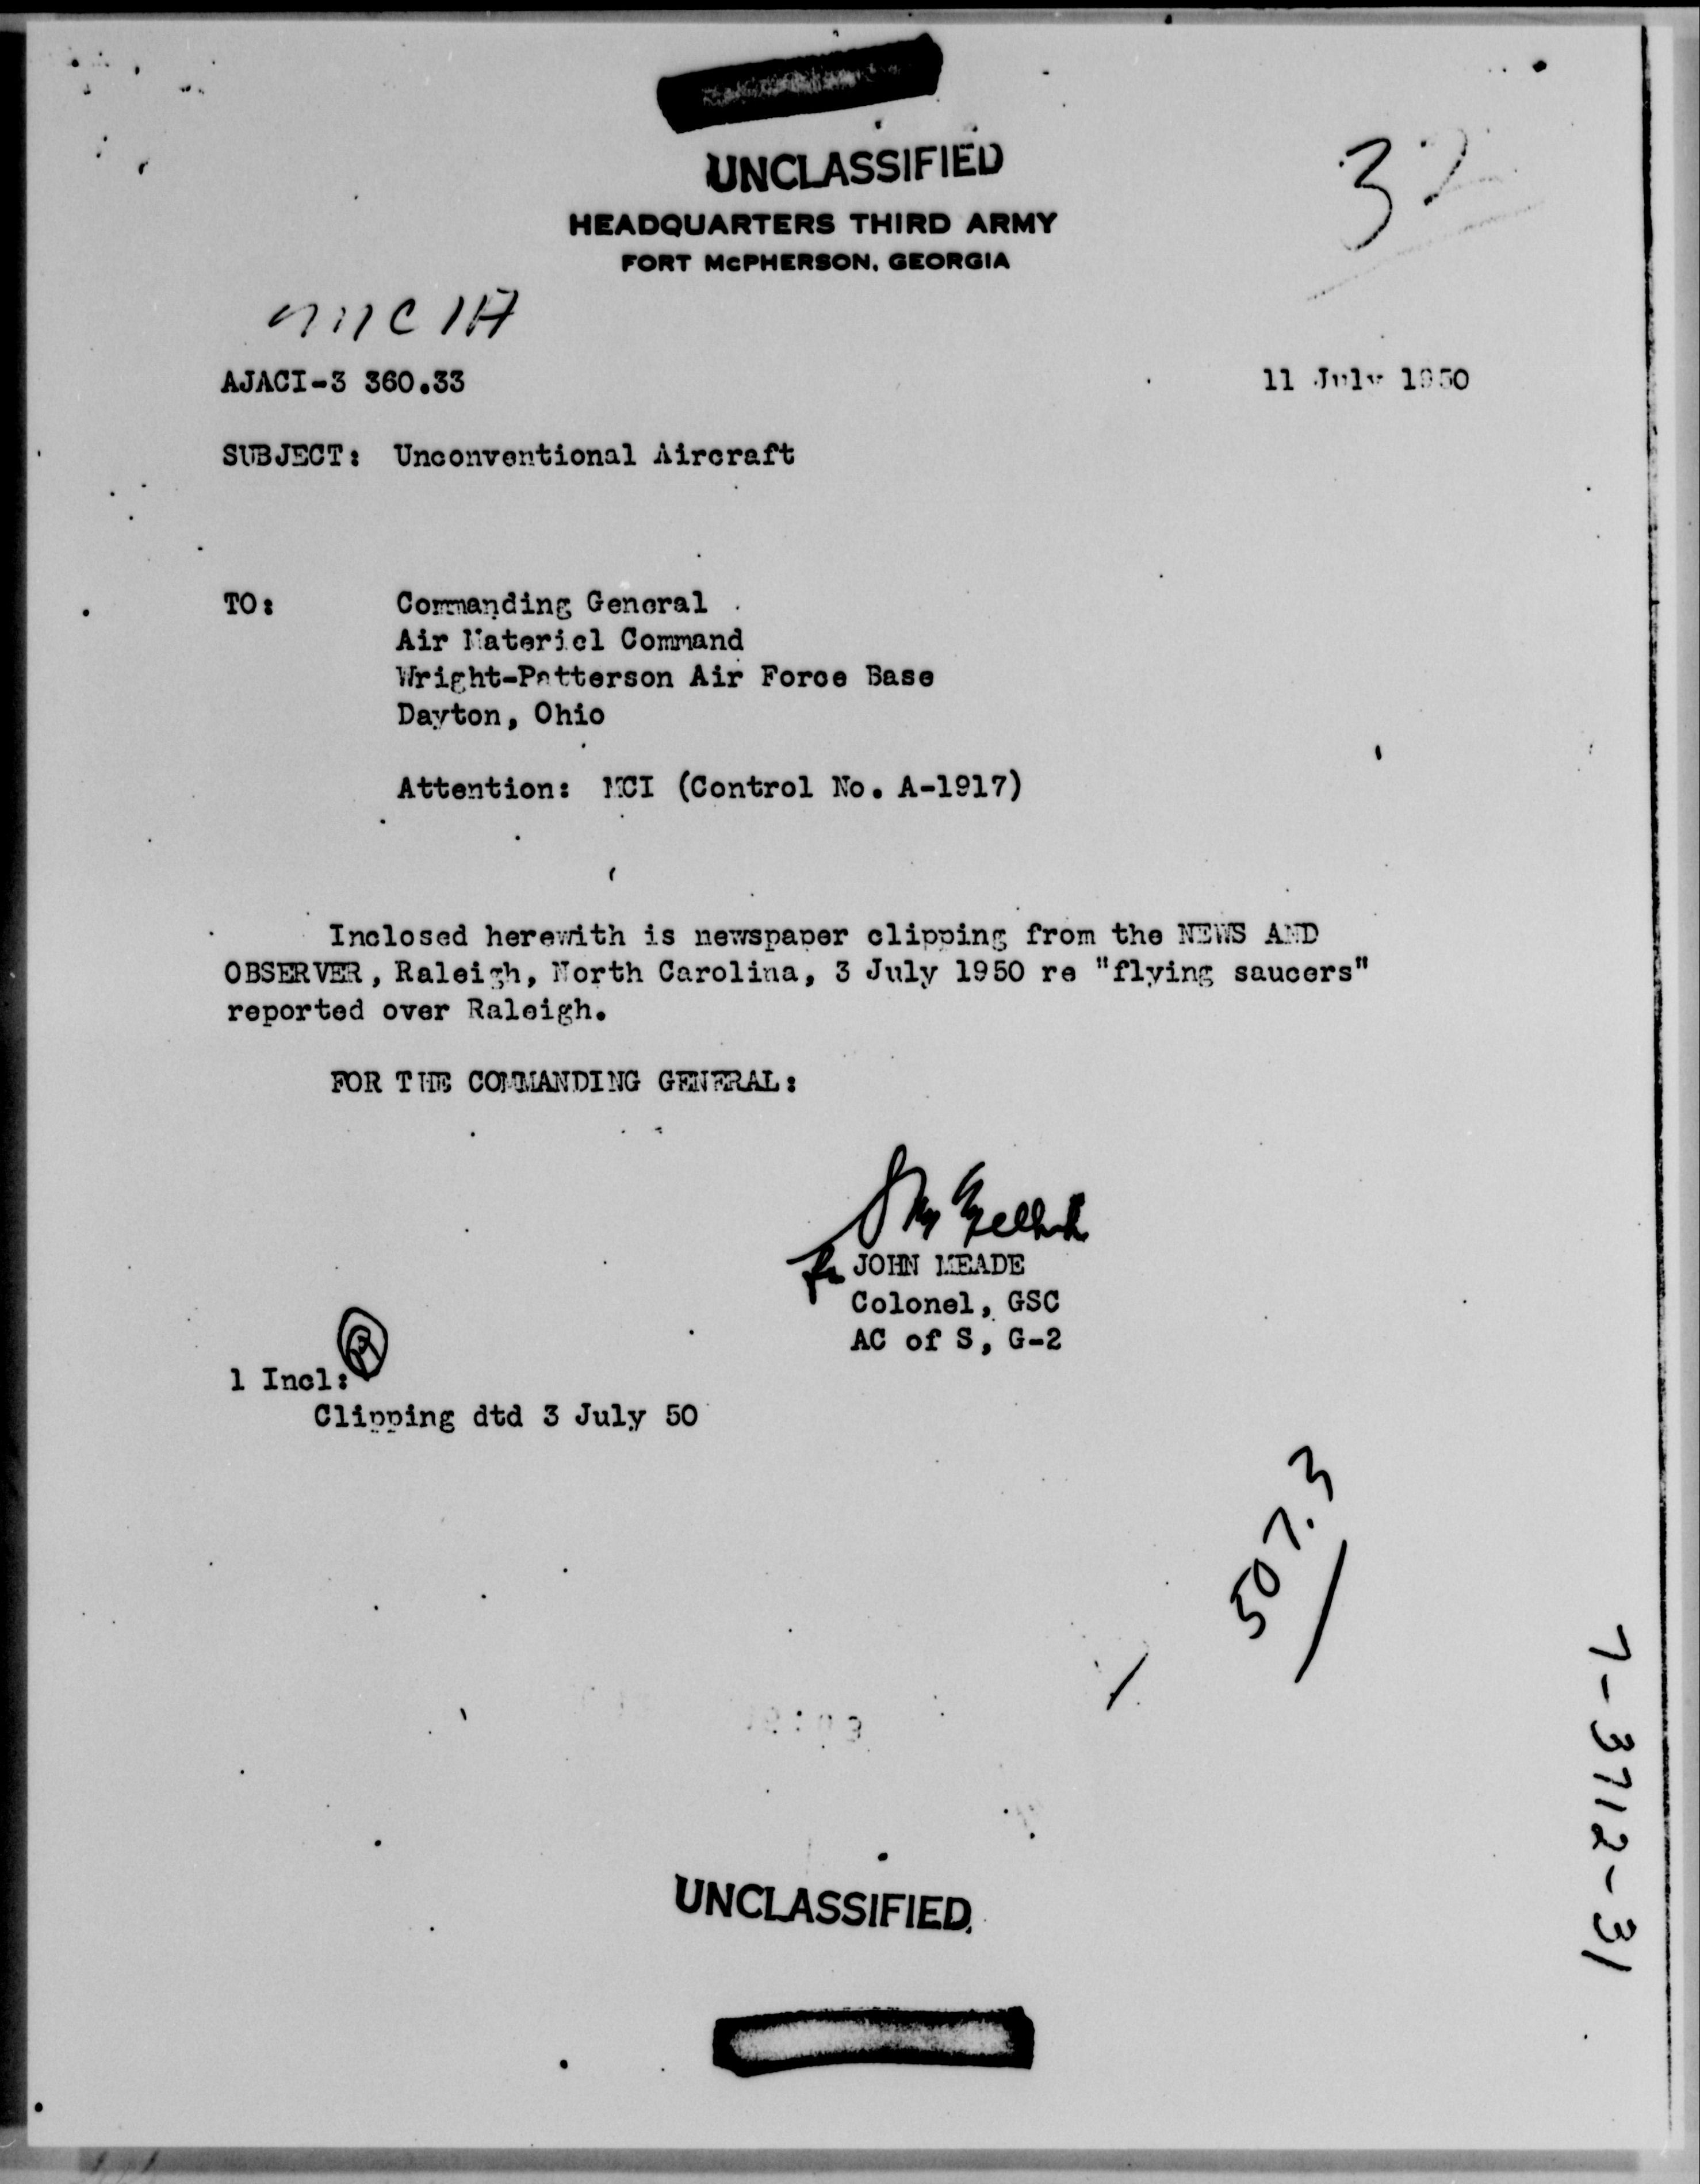 UNCLASSIFIED
HEADQUARTERS THIRD ARMY
FORT McPHERSON, GEORGIA
32
MCIA
AJACI-3 360.33
11 July 1950
SUBJECT: Unconventional Aircraft
TO: Commanding General
Air Materiel Command
Wright-Patterson Air Force Base
Dayton, Ohio
Attention: MCI (Control No. A-1917)
Inclosed herewith is newspaper clipping from the NEWS AND
OBSERVER, Raleigh, North Carolina, 3 July 1950 re "flying saucers"
reported over Raleigh.
FOR THE COMMANDING GENERAL:
for JOHN MEADE
Colonel, GSC
AC of S, G-2
1 Incl:
Clipping dtd 3 July 50
507.3
7-3712-31
UNCLASSIFIED